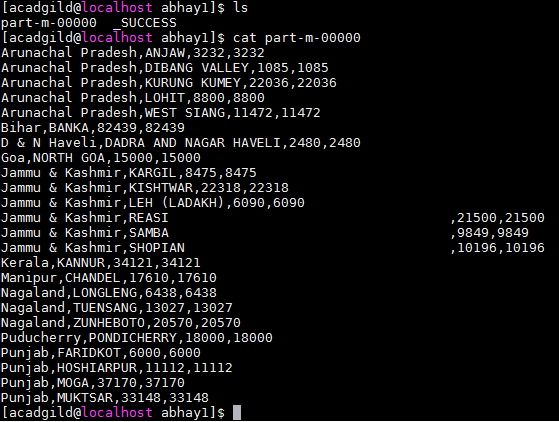 [acadgild@localhost abhay1]$ ls
part-m-00000  _SUCCESS
[acadgild@localhost abhay1]$ cat part-m-00000
Arunachal Pradesh,ANJAW,3232,3232
Arunachal Pradesh,DIBANG VALLEY,1085,1085
Arunachal Pradesh,KURUNG KUMEY,22036,22036
Arunachal Pradesh,LOHIT,8800,8800
Arunachal Pradesh,WEST SIANG,11472,11472
Bihar,BANKA,82439,82439
D & N Haveli,DADRA AND NAGAR HAVELI,2480,2480
Goa,NORTH GOA,15000,15000
Jammu & Kashmir,KARGIL,8475,8475
Jammu & Kashmir,KISHTWAR,22318,22318
Jammu & Kashmir,LEH (LADAKH),6090,6090
Jammu & Kashmir,REASI                                  ,21500,21500
Jammu & Kashmir,SAMBA                                  ,9849,9849
Jammu & Kashmir,SHOPIAN                                ,10196,10196
Kerala,KANNUR,34121,34121
Manipur,CHANDEL,17610,17610
Nagaland,LONGLENG,6438,6438
Nagaland,TUENSANG,13027,13027
Nagaland,ZUNHEBOTO,20570,20570
Puducherry,PONDICHERRY,18000,18000
Punjab,FARIDKOT,6000,6000
Punjab,HOSHIARPUR,11112,11112
Punjab,MOGA,37170,37170
Punjab,MUKTSAR,33148,33148
[acadgild@localhost abhay1]$